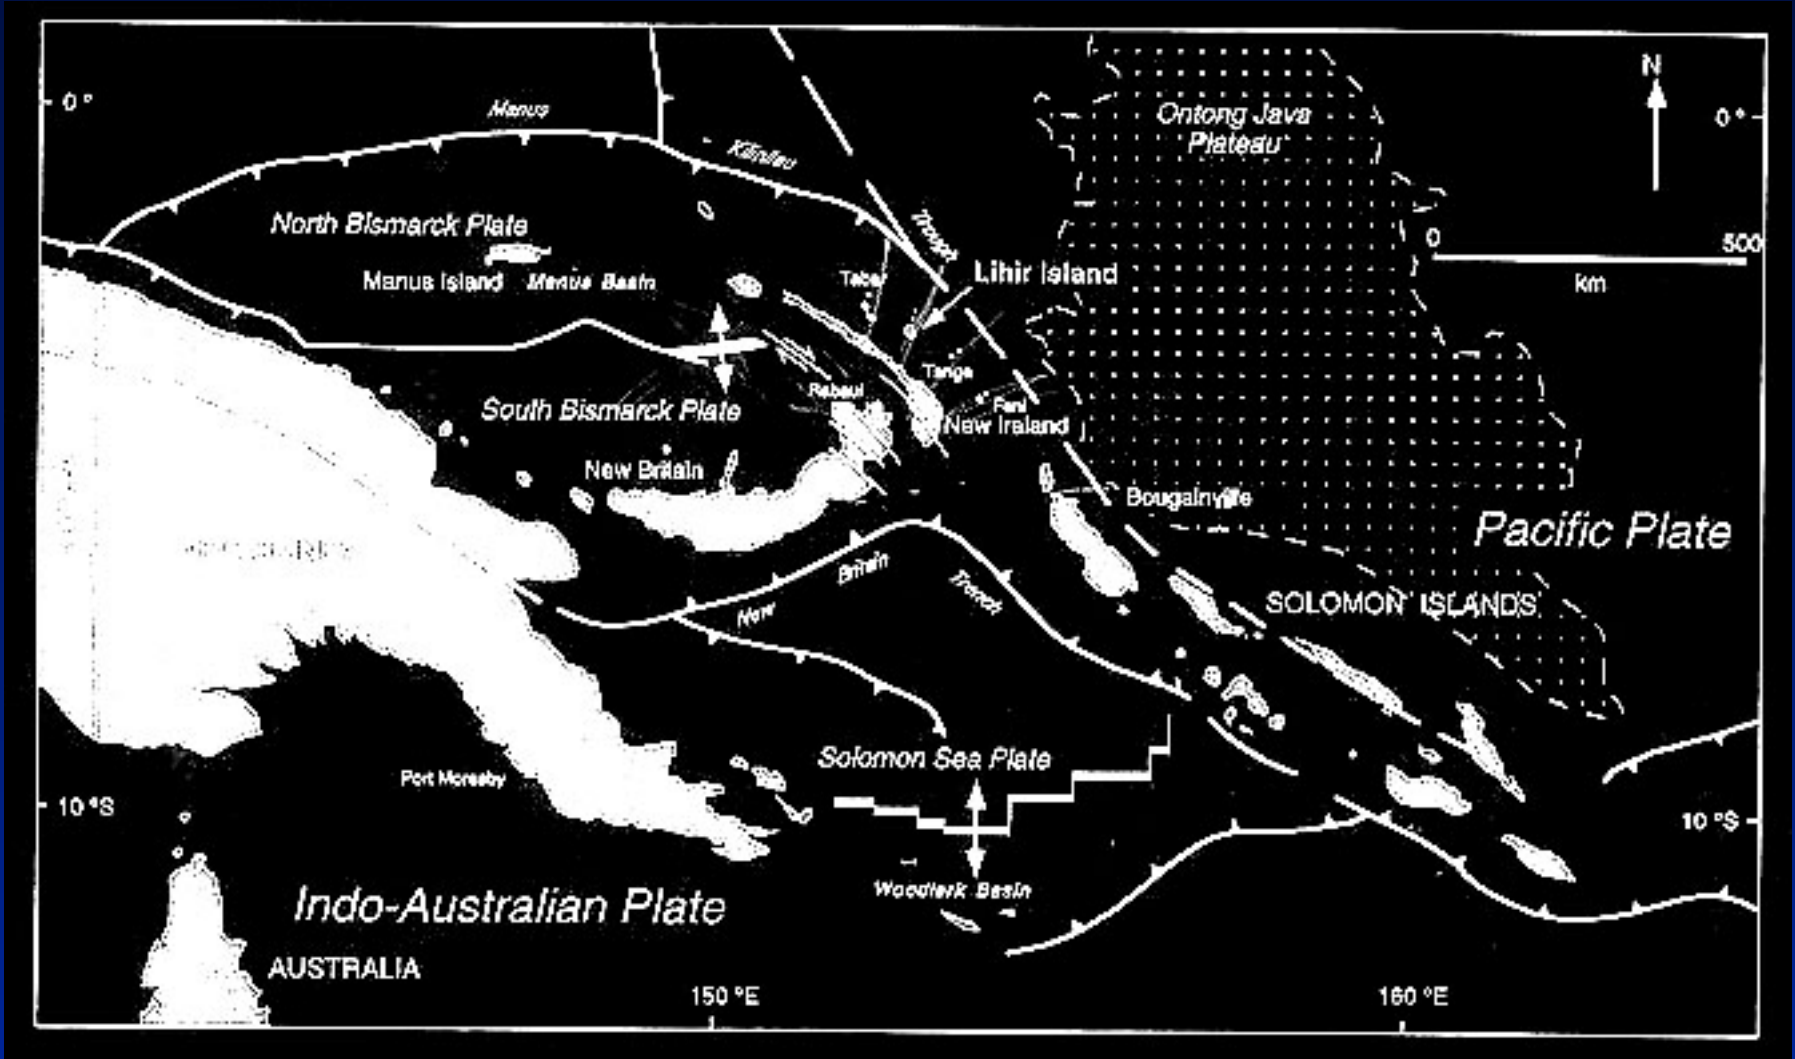 N
0°
0°
Manus
Kilinilau
Trough
Ontong Java
Plateau
North Bismarck Plate
0
500
km
Manus Island
Manus Basin
Tabar
Lihir Island
Tanga
Rabaul
Feni
South Bismarck Plate
New Ireland
New Britain
Bougainville
Pacific Plate
New
Britain
Trench
SOLOMON ISLANDS
Solomon Sea Plate
Port Moresby
10 °S
10 °S
Woodlark Basin
Indo-Australian Plate
AUSTRALIA
150 °E
160 °E